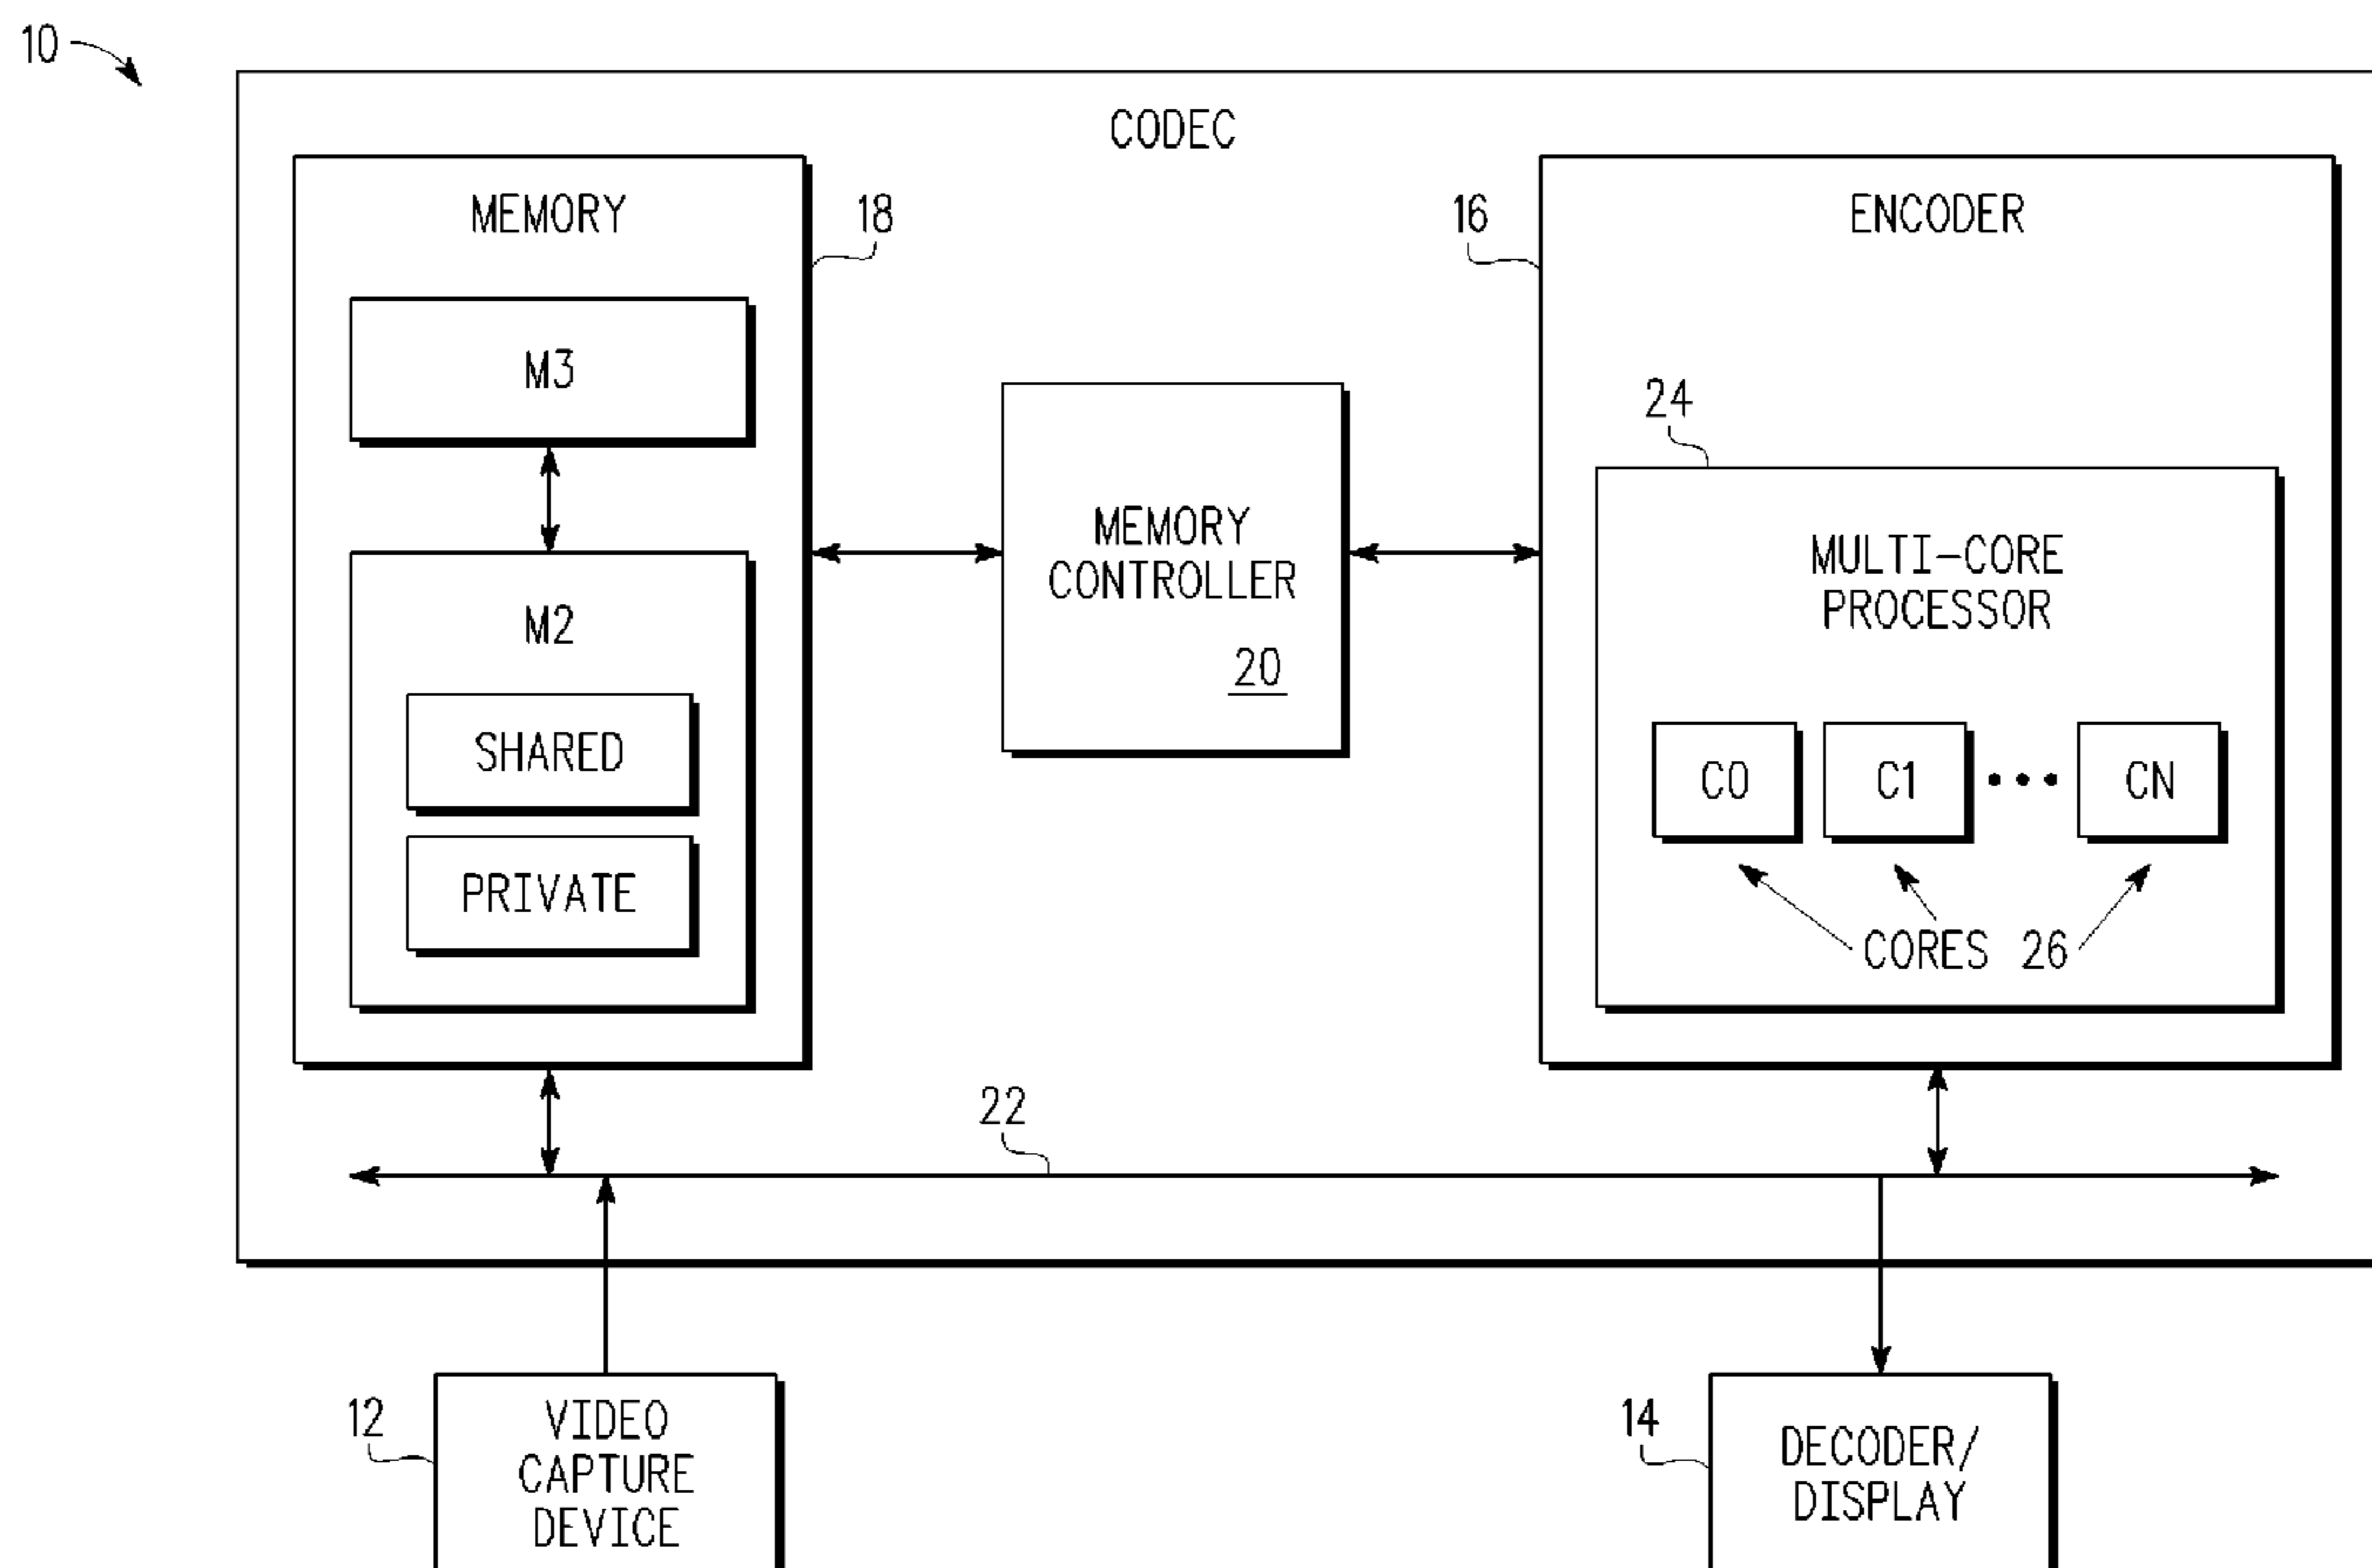 10
CODEC
MEMORY
18
16
ENCODER
M3
24
MEMORY
CONTROLLER
20
MULTI-CORE
PROCESSOR
M2
SHARED
PRIVATE
C0
C1
CN
CORES 26
22
12
VIDEO
CAPTURE
DEVICE
14
DECODER/
DISPLAY